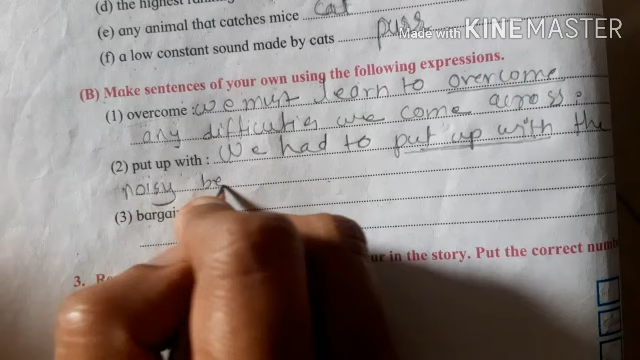 (d) the highest
Made with KINEMASTER
(e) any animal that catches mice cat
(f) a low constant sound made by cats purr
(B) Make sentences of your own using the following expressions.
(1) overcome : We must learn to overcome
any difficulties we come across.
(2) put up with : We had to put up with the
noisy be
(3) bargai
3. R ur in the story. Put the correct numb